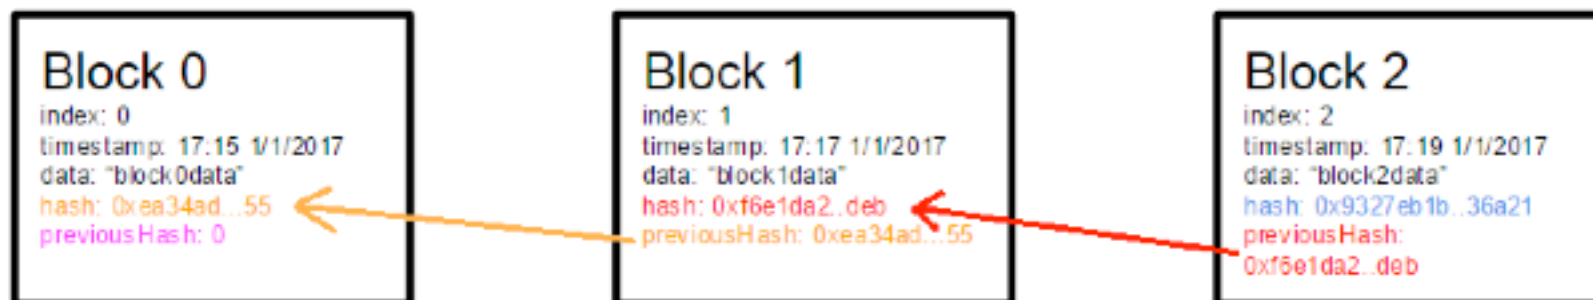 Block 0
index: 0
timestamp: 17:15 1/1/2017
data: "block0data"
hash: 0xea34ad...55
previousHash: 0
Block 1
index: 1
timestamp: 17:17 1/1/2017
data: "block1data"
hash: 0xf6e1da2..deb
previousHash: 0xea34ad...55
Block 2
index: 2
timestamp: 17:19 1/1/2017
data: "block2data"
hash: 0x9327eb1b..36a21
previousHash:
0xf6e1da2..deb